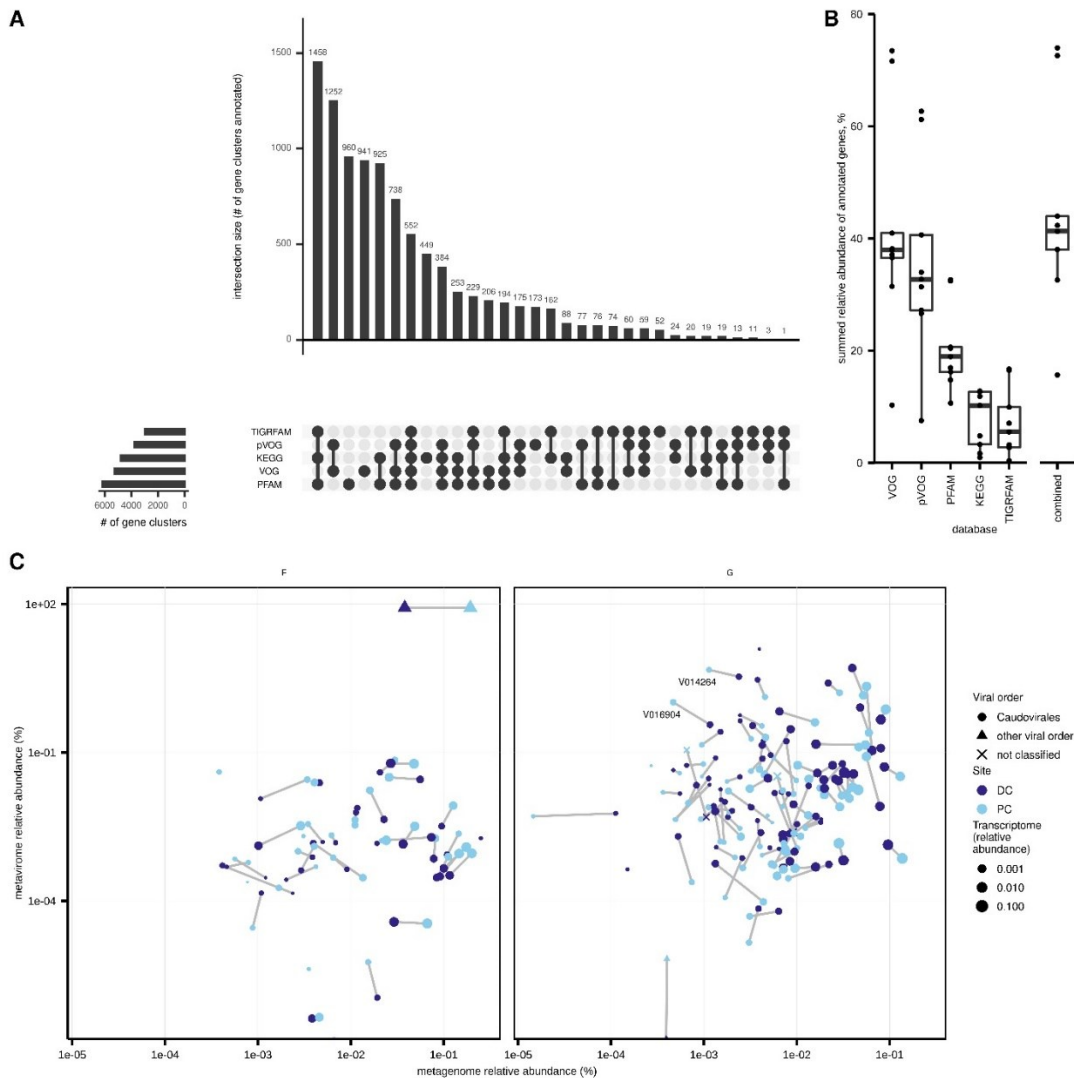 A
intersection size (# of gene clusters annotated)
1500
1000
500
0
1458
1252
960
941
925
738
552
449
384
253
229
206
194
175
173
162
88
77
76
74
60
59
52
24
20
19
19
13
11
3
1
TIGRFAM
pVOG
KEGG
VOG
PFAM
6000 4000 2000 0
# of gene clusters
B
summed relative abundance of annotated genes, %
80
60
40
20
0
VOG
pVOG
PFAM
KEGG
TIGRFAM
combined
database
C
F
G
metavirome relative abundance (%)
1e+02
1e-01
1e-04
V014264
V016904
1e-05 1e-04 1e-03 1e-02 1e-01
1e-05 1e-04 1e-03 1e-02 1e-01
metagenome relative abundance (%)
Viral order
Caudovirales
other viral order
not classified
Site
DC
PC
Transcriptome
(relative
abundance)
0.001
0.010
0.100